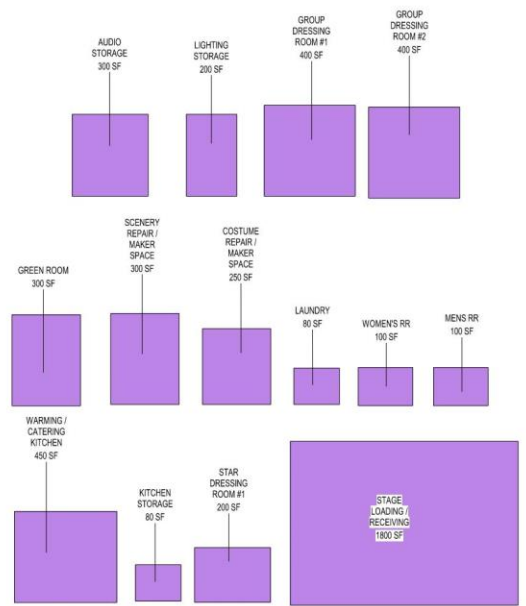 AUDIO
STORAGE
300 SF
LIGHTING
STORAGE
200 SF
GROUP
DRESSING
ROOM #1
400 SF
GROUP
DRESSING
ROOM #2
400 SF
GREEN ROOM
300 SF
SCENERY
REPAIR /
MAKER
SPACE
300 SF
COSTUME
REPAIR /
MAKER
SPACE
250 SF
LAUNDRY
80 SF
WOMEN'S RR
100 SF
MENS RR
100 SF
WARMING /
CATERING
KITCHEN
450 SF
KITCHEN
STORAGE
80 SF
STAR
DRESSING
ROOM #1
200 SF
STAGE
LOADING /
RECEIVING
1800 SF